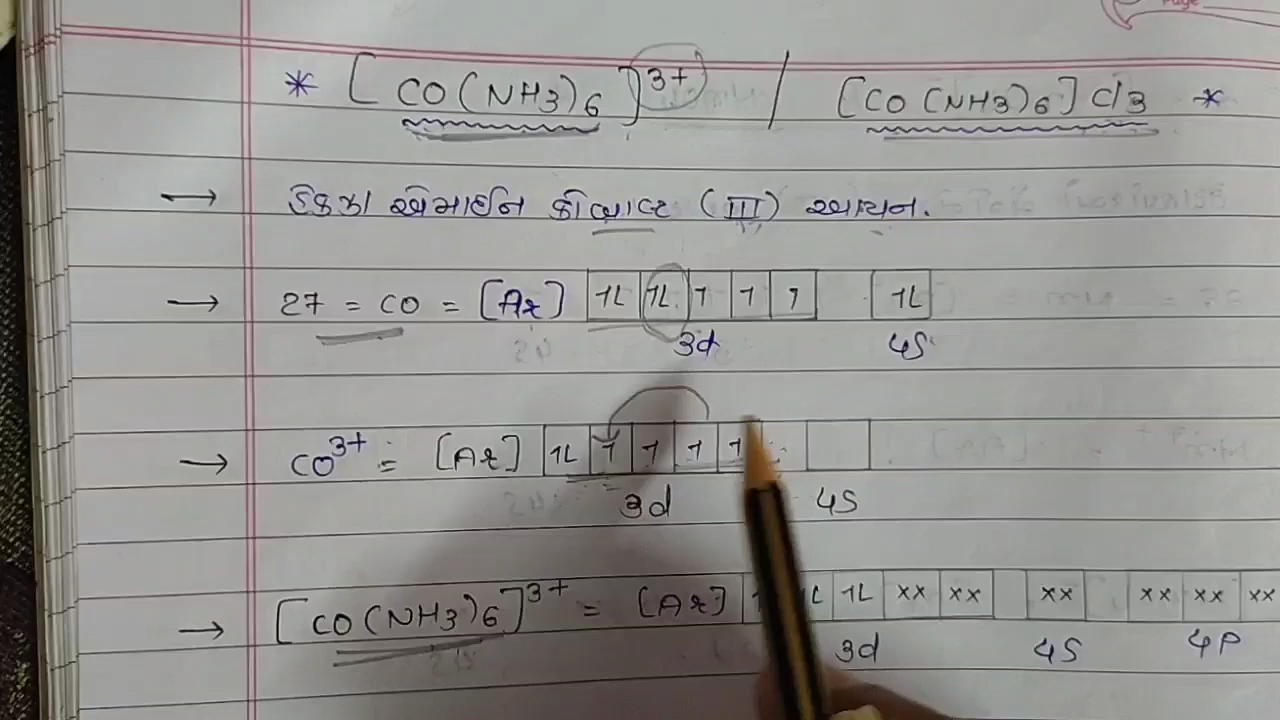 Page
* [CO(NH3)6]3+ / [CO(NH3)6]Cl3 *
→ હેક્ઝા એમાઈન કોબાલ્ટ (III) આયન.
→ 27 = CO = [Ar] 1L 1L 1 1 1 1L
3d 4S
→ CO3+ = [Ar] 1L 1 1 1 1
3d 4S
→ [CO(NH3)6]3+ = [Ar] 1L xx xx xx xx xx xx
3d 4S 4P